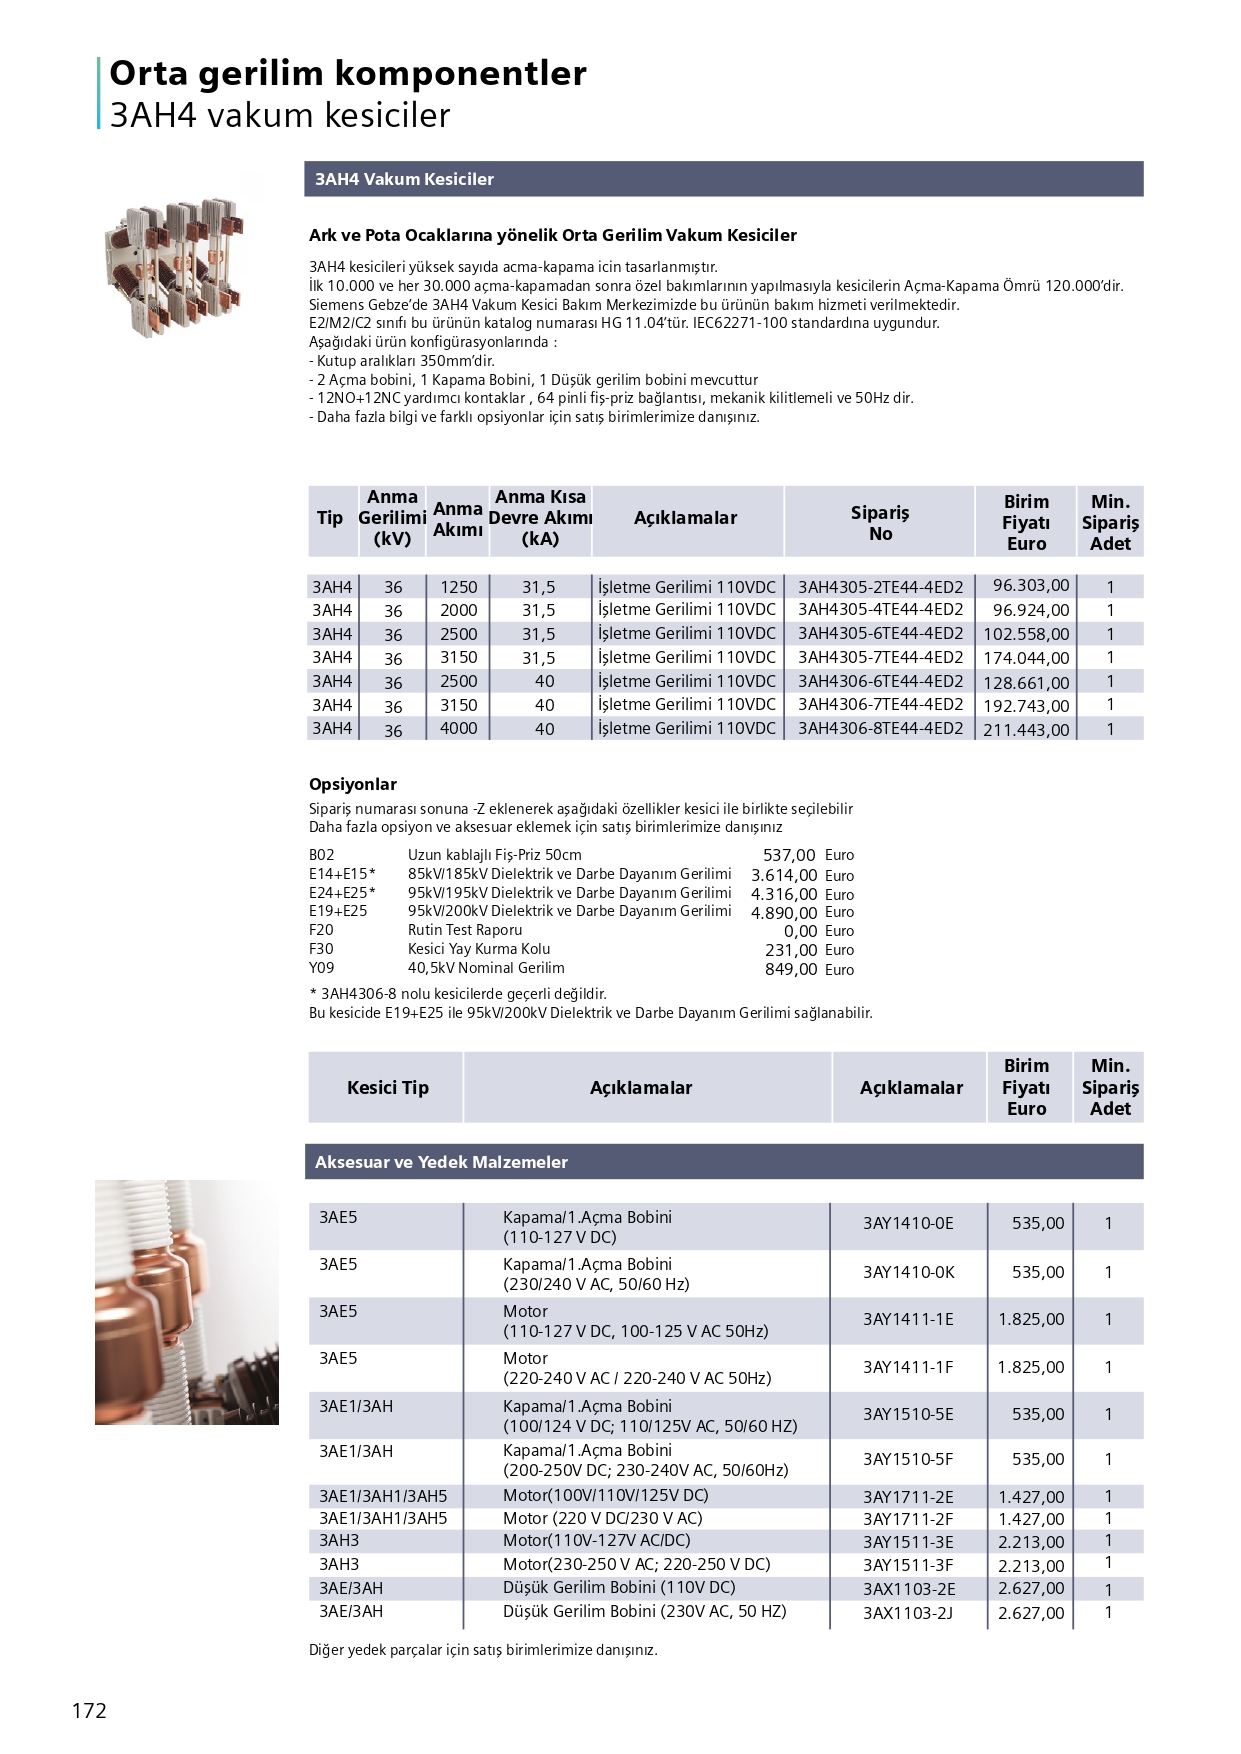 Orta gerilim komponentler
3AH4 vakum kesiciler
3AH4 Vakum Kesiciler
Ark ve Pota Ocaklarına yönelik Orta Gerilim Vakum Kesiciler
3AH4 kesicileri yüksek sayıda acma-kapama icin tasarlanmıştır.
İlk 10.000 ve her 30.000 açma-kapamadan sonra özel bakımlarının yapılmasıyla kesicilerin Açma-Kapama Ömrü 120.000’dir.
Siemens Gebze’de 3AH4 Vakum Kesici Bakım Merkezimizde bu ürünün bakım hizmeti verilmektedir.
E2/M2/C2 sınıfı bu ürünün katalog numarası HG 11.04’tür. IEC62271-100 standardına uygundur.
Aşağıdaki ürün konfigürasyonlarında :
- Kutup aralıkları 350mm’dir.
- 2 Açma bobini, 1 Kapama Bobini, 1 Düşük gerilim bobini mevcuttur
- 12NO+12NC yardımcı kontaklar , 64 pinli fiş-priz bağlantısı, mekanik kilitlemeli ve 50Hz dir.
- Daha fazla bilgi ve farklı opsiyonlar için satış birimlerimize danışınız.
Tip Anma Gerilimi (kV) Anma Akımı Anma Kısa Devre Akımı (kA) Açıklamalar Sipariş No Birim Fiyatı Euro Min. Sipariş Adet
3AH4 36 1250 31,5 İşletme Gerilimi 110VDC 3AH4305-2TE44-4ED2 96.303,00 1
3AH4 36 2000 31,5 İşletme Gerilimi 110VDC 3AH4305-4TE44-4ED2 96.924,00 1
3AH4 36 2500 31,5 İşletme Gerilimi 110VDC 3AH4305-6TE44-4ED2 102.558,00 1
3AH4 36 3150 31,5 İşletme Gerilimi 110VDC 3AH4305-7TE44-4ED2 174.044,00 1
3AH4 36 2500 40 İşletme Gerilimi 110VDC 3AH4306-6TE44-4ED2 128.661,00 1
3AH4 36 3150 40 İşletme Gerilimi 110VDC 3AH4306-7TE44-4ED2 192.743,00 1
3AH4 36 4000 40 İşletme Gerilimi 110VDC 3AH4306-8TE44-4ED2 211.443,00 1
Opsiyonlar
Sipariş numarası sonuna -Z eklenerek aşağıdaki özellikler kesici ile birlikte seçilebilir
Daha fazla opsiyon ve aksesuar eklemek için satış birimlerimize danışınız
B02 Uzun kablajlı Fiş-Priz 50cm 537,00 Euro
E14+E15* 85kV/185kV Dielektrik ve Darbe Dayanım Gerilimi 3.614,00 Euro
E24+E25* 95kV/195kV Dielektrik ve Darbe Dayanım Gerilimi 4.316,00 Euro
E19+E25 95kV/200kV Dielektrik ve Darbe Dayanım Gerilimi 4.890,00 Euro
F20 Rutin Test Raporu 0,00 Euro
F30 Kesici Yay Kurma Kolu 231,00 Euro
Y09 40,5kV Nominal Gerilim 849,00 Euro
* 3AH4306-8 nolu kesicilerde geçerli değildir.
Bu kesicide E19+E25 ile 95kV/200kV Dielektrik ve Darbe Dayanım Gerilimi sağlanabilir.
Kesici Tip Açıklamalar Açıklamalar Birim Fiyatı Euro Min. Sipariş Adet
Aksesuar ve Yedek Malzemeler
3AE5 Kapama/1.Açma Bobini
(110-127 V DC) 3AY1410-0E 535,00 1
3AE5 Kapama/1.Açma Bobini
(230/240 V AC, 50/60 Hz) 3AY1410-0K 535,00 1
3AE5 Motor
(110-127 V DC, 100-125 V AC 50Hz) 3AY1411-1E 1.825,00 1
3AE5 Motor
(220-240 V AC / 220-240 V AC 50Hz) 3AY1411-1F 1.825,00 1
3AE1/3AH Kapama/1.Açma Bobini
(100/124 V DC; 110/125V AC, 50/60 HZ) 3AY1510-5E 535,00 1
3AE1/3AH Kapama/1.Açma Bobini
(200-250V DC; 230-240V AC, 50/60Hz) 3AY1510-5F 535,00 1
3AE1/3AH1/3AH5 Motor(100V/110V/125V DC) 3AY1711-2E 1.427,00 1
3AE1/3AH1/3AH5 Motor (220 V DC/230 V AC) 3AY1711-2F 1.427,00 1
3AH3 Motor(110V-127V AC/DC) 3AY1511-3E 2.213,00 1
3AH3 Motor(230-250 V AC; 220-250 V DC) 3AY1511-3F 2.213,00 1
3AE/3AH Düşük Gerilim Bobini (110V DC) 3AX1103-2E 2.627,00 1
3AE/3AH Düşük Gerilim Bobini (230V AC, 50 HZ) 3AX1103-2J 2.627,00 1
Diğer yedek parçalar için satış birimlerimize danışınız.
172